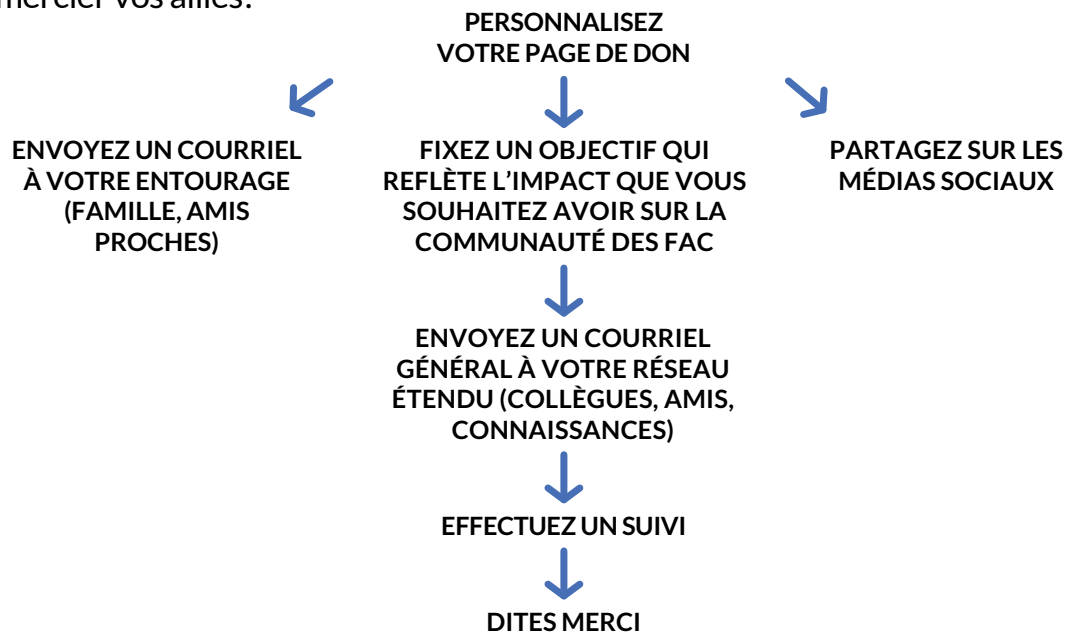 vos alliés.
PERSONNALISEZ
VOTRE PAGE DE DON
ENVOYEZ UN COURRIEL
À VOTRE ENTOURAGE
(FAMILLE, AMIS
PROCHES)
FIXEZ UN OBJECTIF QUI
REFLÈTE L'IMPACT QUE VOUS
SOUHAITEZ AVOIR SUR LA
COMMUNAUTÉ DES FAC
PARTAGEZ SUR LES
MÉDIAS SOCIAUX
ENVOYEZ UN COURRIEL
GÉNÉRAL À VOTRE RÉSEAU
ÉTENDU (COLLÈGUES, AMIS,
CONNAISSANCES)
EFFECTUEZ UN SUIVI
DITES MERCI